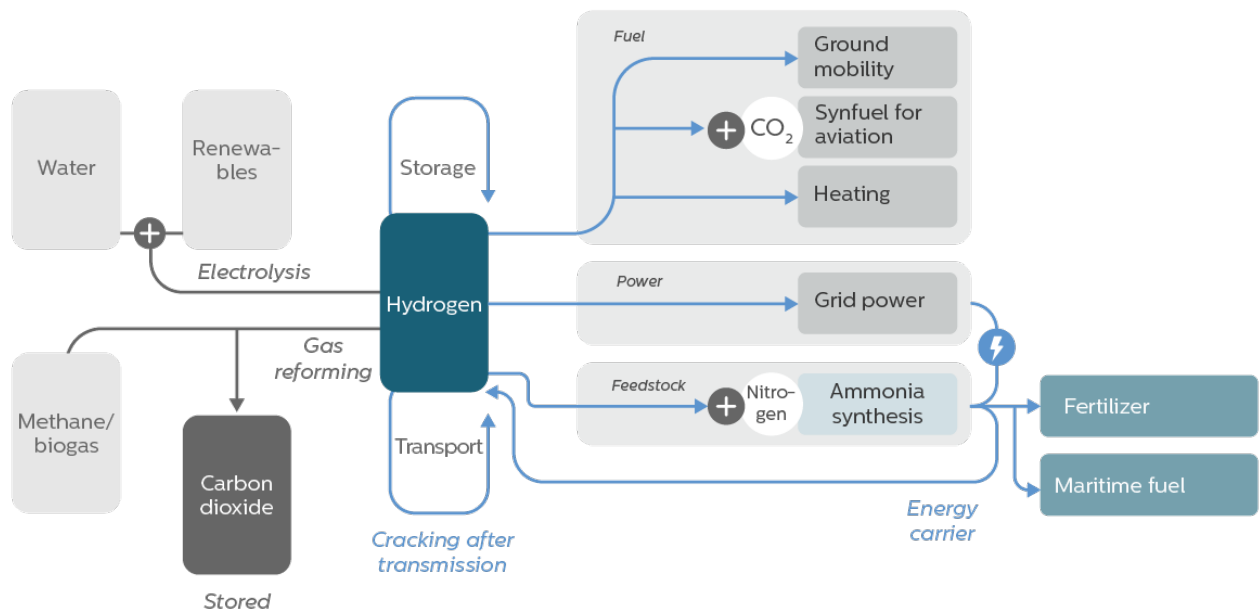 Fuel
Ground
mobility
CO₂
Synfuel for
aviation
Heating
Water
Renewa-
bles
Storage
Electrolysis
Hydrogen
Power
Grid power
Gas
reforming
Methane/
biogas
Carbon
dioxide
Stored
Transport
Cracking after
transmission
Feedstock
Nitro-
gen
Ammonia
synthesis
Fertilizer
Maritime fuel
Energy
carrier